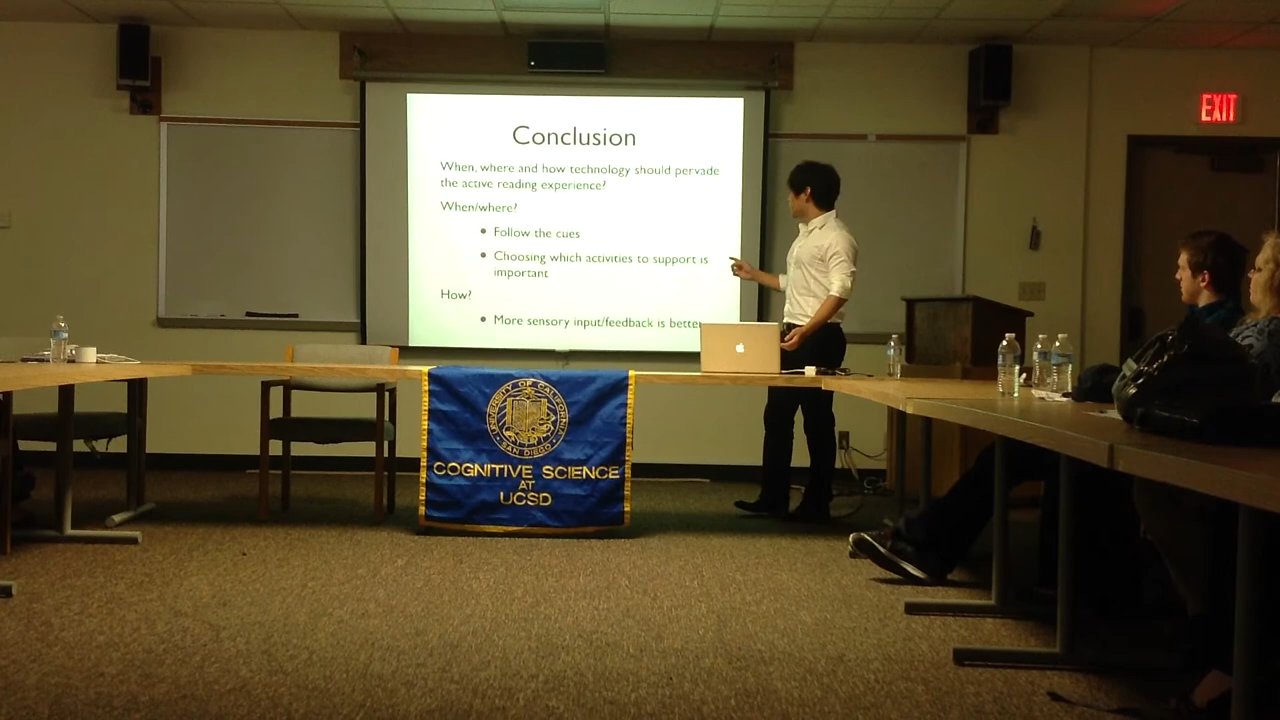 Conclusion
When, where and how technology should pervade
the active reading experience?
When/where?
• Follow the cues
• Choosing which activities to support is
important
How?
• More sensory input/feedback is better
EXIT
UNIVERSITY OF CALIFORNIA
SAN DIEGO
COGNITIVE SCIENCE
AT
UCSD